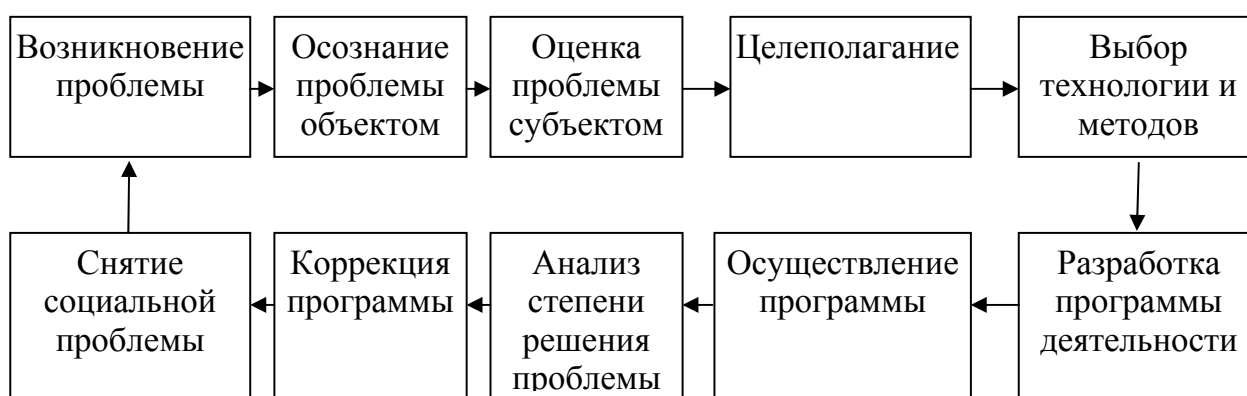 Возникновение
проблемы
Осознание
проблемы
объектом
Оценка
проблемы
субъектом
Целеполагание
Выбор
технологии и
методов
Снятие
социальной
проблемы
Коррекция
программы
Анализ
степени
решения
проблемы
Осуществление
программы
Разработка
программы
деятельности